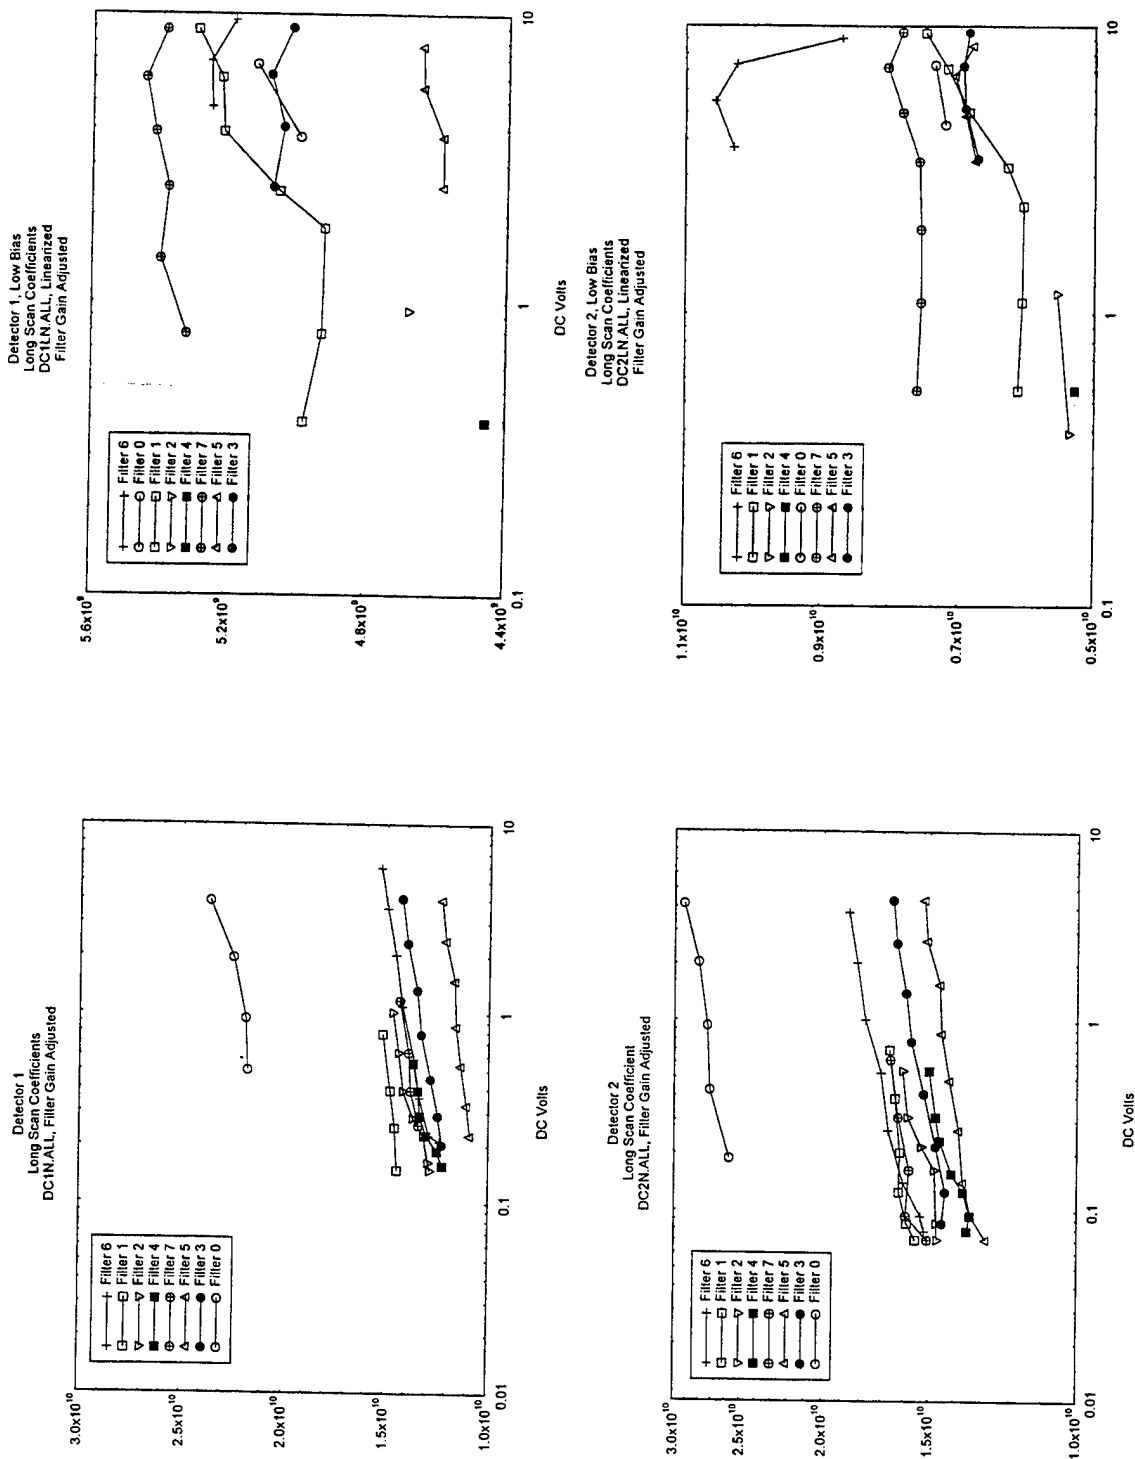 Detector 1
Long Scan Coefficients
DC1N.ALL, Filter Gain Adjusted
3.0x10¹⁰
2.5x10¹⁰
2.0x10¹⁰
1.5x10¹⁰
1.0x10¹⁰
Filter 6
Filter 1
Filter 2
Filter 4
Filter 7
Filter 5
Filter 3
Filter 0
0.01
0.1
1
10
DC Volts
Detector 1, Low Bias
Long Scan Coefficients
DC1LN.ALL, Linearized
Filter Gain Adjusted
5.6x10⁹
5.2x10⁹
4.8x10⁹
4.4x10⁹
Filter 6
Filter 0
Filter 1
Filter 2
Filter 4
Filter 7
Filter 5
Filter 3
0.1
1
10
DC Volts
Detector 2
Long Scan Coefficient
DC2N.ALL, Filter Gain Adjusted
3.0x10¹⁰
2.5x10¹⁰
1.5x10¹⁰
1.0x10¹⁰
Filter 6
Filter 1
Filter 2
Filter 4
Filter 7
Filter 5
Filter 3
Filter 0
0.01
0.1
1
10
DC Volts
Detector 2, Low Bias
Long Scan Coefficients
DC2LN.ALL, Linearized
Filter Gain Adjusted
1.1x10¹⁰
0.9x10¹⁰
0.7x10¹⁰
0.5x10¹⁰
Filter 6
Filter 1
Filter 2
Filter 4
Filter 0
Filter 7
Filter 5
Filter 3
0.1
1
10